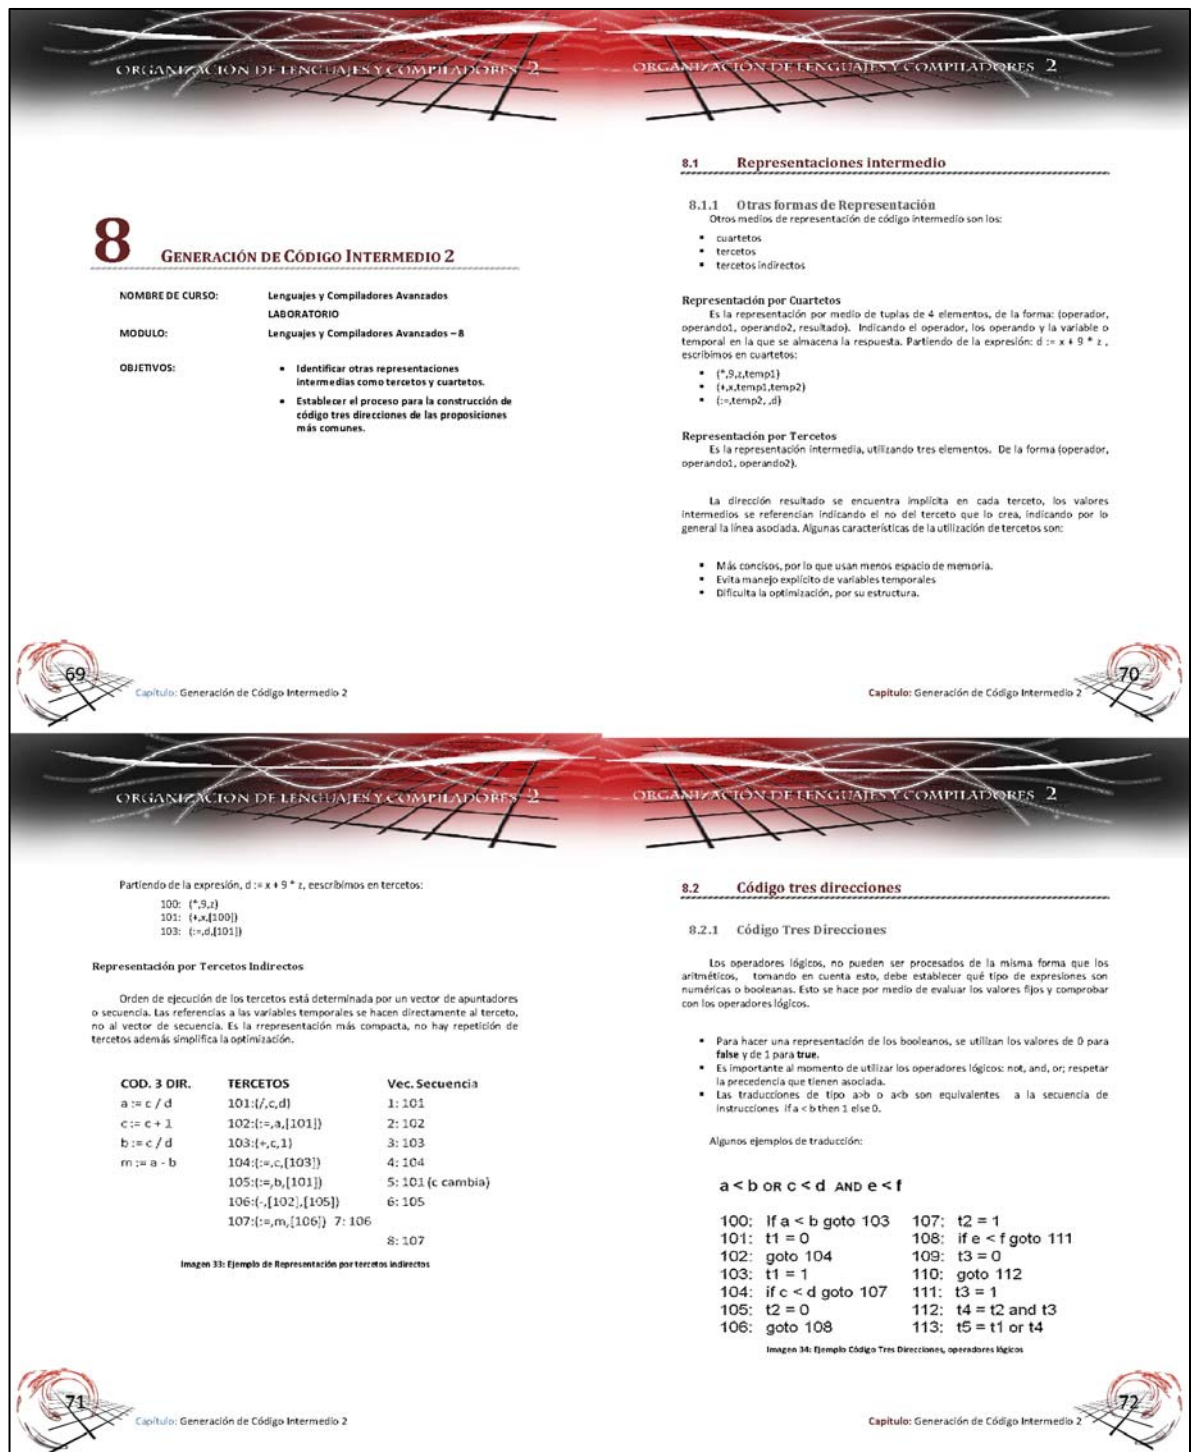 ORGANIZACIÓN DE LENGUAJES Y COMPILADORES 2
8 GENERACIÓN DE CÓDIGO INTERMEDIO 2
NOMBRE DE CURSO: Lenguajes y Compiladores Avanzados
LABORATORIO
MODULO: Lenguajes y Compiladores Avanzados – 8
OBJETIVOS: • Identificar otras representaciones
intermedias como tercetos y cuartetos.
• Establecer el proceso para la construcción de
código tres direcciones de las proposiciones
más comunes.
69
Capítulo: Generación de Código Intermedio 2
ORGANIZACIÓN DE LENGUAJES Y COMPILADORES 2
8.1 Representaciones intermedio
8.1.1 Otras formas de Representación
Otros medios de representación de código intermedio son los:
▪ cuartetos
▪ tercetos
▪ tercetos indirectos
Representación por Cuartetos
Es la representación por medio de tuplas de 4 elementos, de la forma: (operador,
operando1, operando2, resultado). Indicando el operador, los operando y la variable o
temporal en la que se almacena la respuesta. Partiendo de la expresión: d := x + 9 * z ,
escribimos en cuartetos:
▪ (*,9,z,temp1)
▪ (+,x,temp1,temp2)
▪ (:=,temp2, ,d)
Representación por Tercetos
Es la representación intermedia, utilizando tres elementos. De la forma (operador,
operando1, operando2).
La dirección resultado se encuentra implícita en cada terceto, los valores
intermedios se referencian indicando el no del terceto que lo crea, indicando por lo
general la línea asociada. Algunas características de la utilización de tercetos son:
▪ Más concisos, por lo que usan menos espacio de memoria.
▪ Evita manejo explícito de variables temporales
▪ Dificulta la optimización, por su estructura.
70
Capítulo: Generación de Código Intermedio 2
ORGANIZACIÓN DE LENGUAJES Y COMPILADORES 2
Partiendo de la expresión, d := x + 9 * z, eescribimos en tercetos:
100: (*,9,z)
101: (+,x,[100])
103: (:=,d,[101])
Representación por Tercetos Indirectos
Orden de ejecución de los tercetos está determinada por un vector de apuntadores
o secuencia. Las referencias a las variables temporales se hacen directamente al terceto,
no al vector de secuencia. Es la rrepresentación más compacta, no hay repetición de
tercetos además simplifica la optimización.
COD. 3 DIR. TERCETOS Vec. Secuencia
a := c / d 101:(/,c,d) 1: 101
c := c + 1 102:(:=,a,[101]) 2: 102
b := c / d 103:(+,c,1) 3: 103
m := a - b 104:(:=,c,[103]) 4: 104
105:(:=,b,[101]) 5: 101 (c cambia)
106:(-,[102],[105]) 6: 105
107:(:=,m,[106]) 7: 106
8: 107
Imagen 33: Ejemplo de Representación por tercetos indirectos
71
Capítulo: Generación de Código Intermedio 2
ORGANIZACIÓN DE LENGUAJES Y COMPILADORES 2
8.2 Código tres direcciones
8.2.1 Código Tres Direcciones
Los operadores lógicos, no pueden ser procesados de la misma forma que los
aritméticos, tomando en cuenta esto, debe establecer qué tipo de expresiones son
numéricas o booleanas. Esto se hace por medio de evaluar los valores fijos y comprobar
con los operadores lógicos.
▪ Para hacer una representación de los booleanos, se utilizan los valores de 0 para
false y de 1 para true.
▪ Es importante al momento de utilizar los operadores lógicos: not, and, or; respetar
la precedencia que tienen asociada.
▪ Las traducciones de tipo a>b o a<b son equivalentes a la secuencia de
instrucciones if a < b then 1 else 0.
Algunos ejemplos de traducción:
a < b OR c < d AND e < f
100: If a < b goto 103 107: t2 = 1
101: t1 = 0 108: if e < f goto 111
102: goto 104 109: t3 = 0
103: t1 = 1 110: goto 112
104: if c < d goto 107 111: t3 = 1
105: t2 = 0 112: t4 = t2 and t3
106: goto 108 113: t5 = t1 or t4
Imagen 34: Ejemplo Código Tres Direcciones, operadores lógicos
72
Capítulo: Generación de Código Intermedio 2